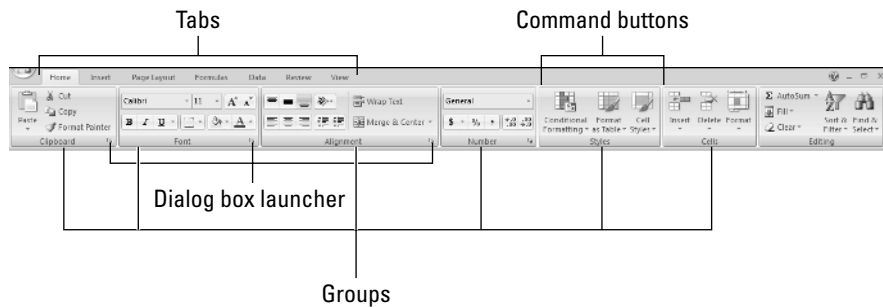 Tabs Command buttons
Home Insert Page Layout Formulas Data Review View
Cut Calibri 11 A A Wrap Text General Σ AutoSum
Copy Fill
Paste Format Painter B I U A Merge & Center $ % , .00 .00 Conditional Format Cell Insert Delete Format Clear Sort & Find &
Formatting as Table Styles Filter Select
Clipboard Font Alignment Number Styles Cells Editing
Dialog box launcher
Groups